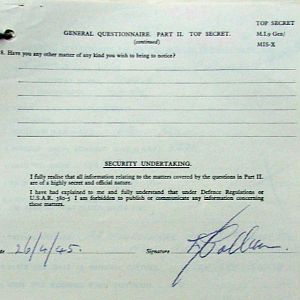 TOP SECRET
GENERAL QUESTIONNAIRE PART II. TOP SECRET.
M.I.9 Gen/
(continued)
MIS-X
8. Have you any other matter of any kind you wish to bring to notice?
SECURITY UNDERTAKING.
I fully realise that all information relating to the matters covered by the questions in Part II.
are of a highly secret and official nature.
I have had explained to me and fully understand that under Defence Regulations or
U.S.A.R. 380-5 I am forbidden to publish or communicate any information concerning
these matters.
26/4/45. Signature